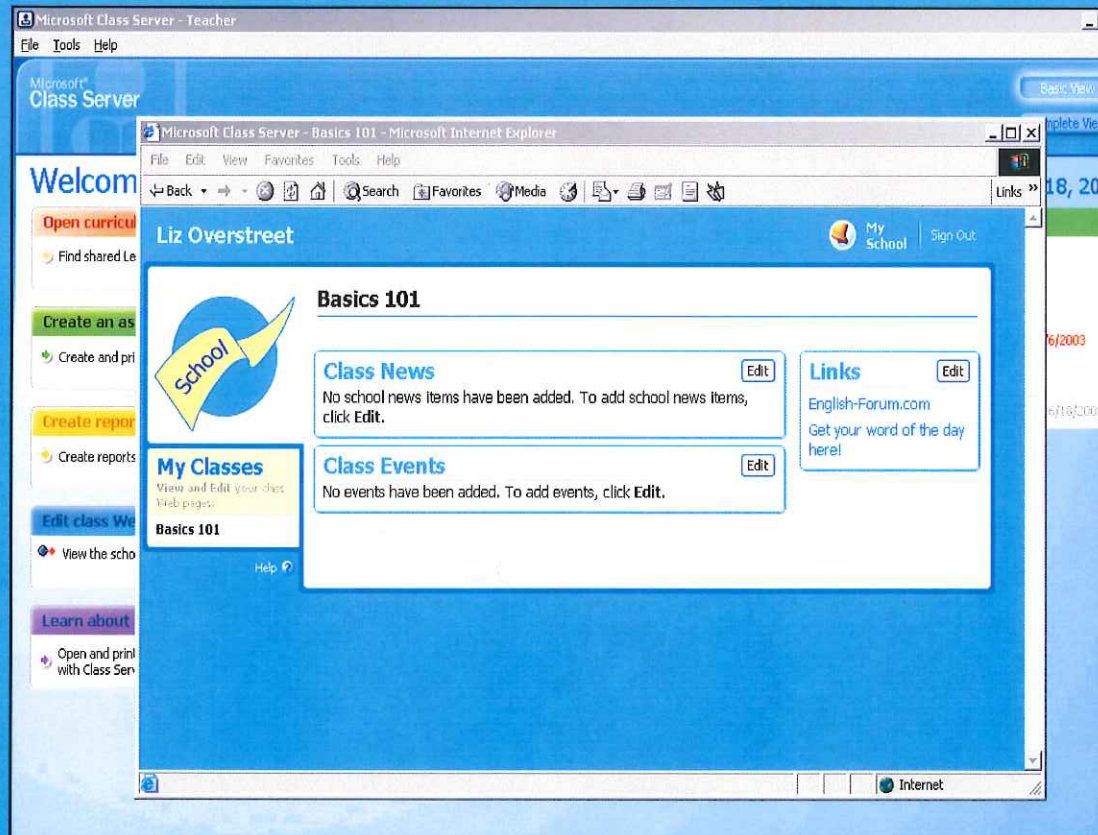 Microsoft Class Server - Teacher
File Tools Help
Microsoft®
Class Server
Basic View
Welcom
18, 20
Open curricul
Find shared Le
Create an as
Create and pri
6/2003
Create repor
Create reports
6/18/200
Edit class We
View the scho
Learn about
Open and print
with Class Serv
Microsoft Class Server - Basics 101 - Microsoft Internet Explorer
File Edit View Favorites Tools Help
Back Search Favorites Media Links »
Liz Overstreet
My
School
Sign Out
School
Basics 101
Class News Edit
No school news items have been added. To add school news items,
click Edit.
Class Events Edit
No events have been added. To add events, click Edit.
Links Edit
English-Forum.com
Get your word of the day
here!
My Classes
View and Edit your class
Web pages:
Basics 101
Help ?
Internet